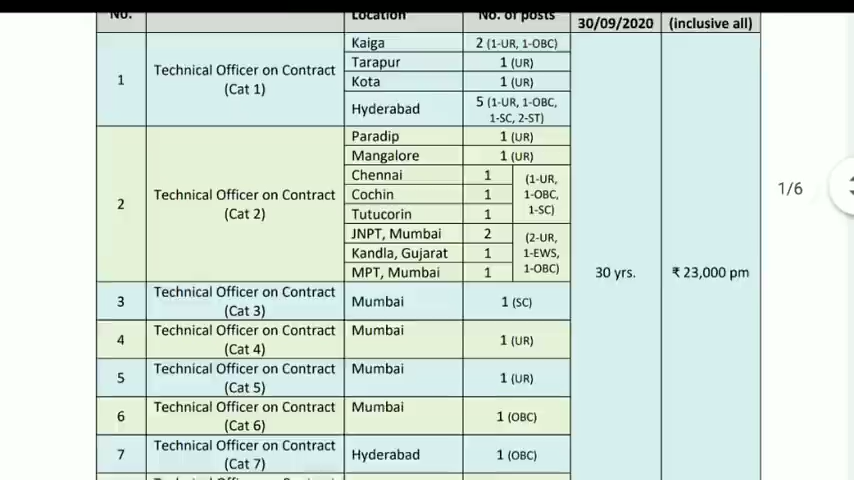 No. Location No. of posts 30/09/2020 (inclusive all)
1 Technical Officer on Contract (Cat 1) Kaiga 2 (1-UR, 1-OBC)
Tarapur 1 (UR)
Kota 1 (UR)
Hyderabad 5 (1-UR, 1-OBC, 1-SC, 2-ST)
2 Technical Officer on Contract (Cat 2) Paradip 1 (UR)
Mangalore 1 (UR)
Chennai 1 (1-UR, 1-OBC, 1-SC)
Cochin 1
Tutucorin 1
JNPT, Mumbai 2 (2-UR, 1-EWS, 1-OBC)
Kandla, Gujarat 1
MPT, Mumbai 1
30 yrs. ₹ 23,000 pm
3 Technical Officer on Contract (Cat 3) Mumbai 1 (SC)
4 Technical Officer on Contract (Cat 4) Mumbai 1 (UR)
5 Technical Officer on Contract (Cat 5) Mumbai 1 (UR)
6 Technical Officer on Contract (Cat 6) Mumbai 1 (OBC)
7 Technical Officer on Contract (Cat 7) Hyderabad 1 (OBC)
1/6